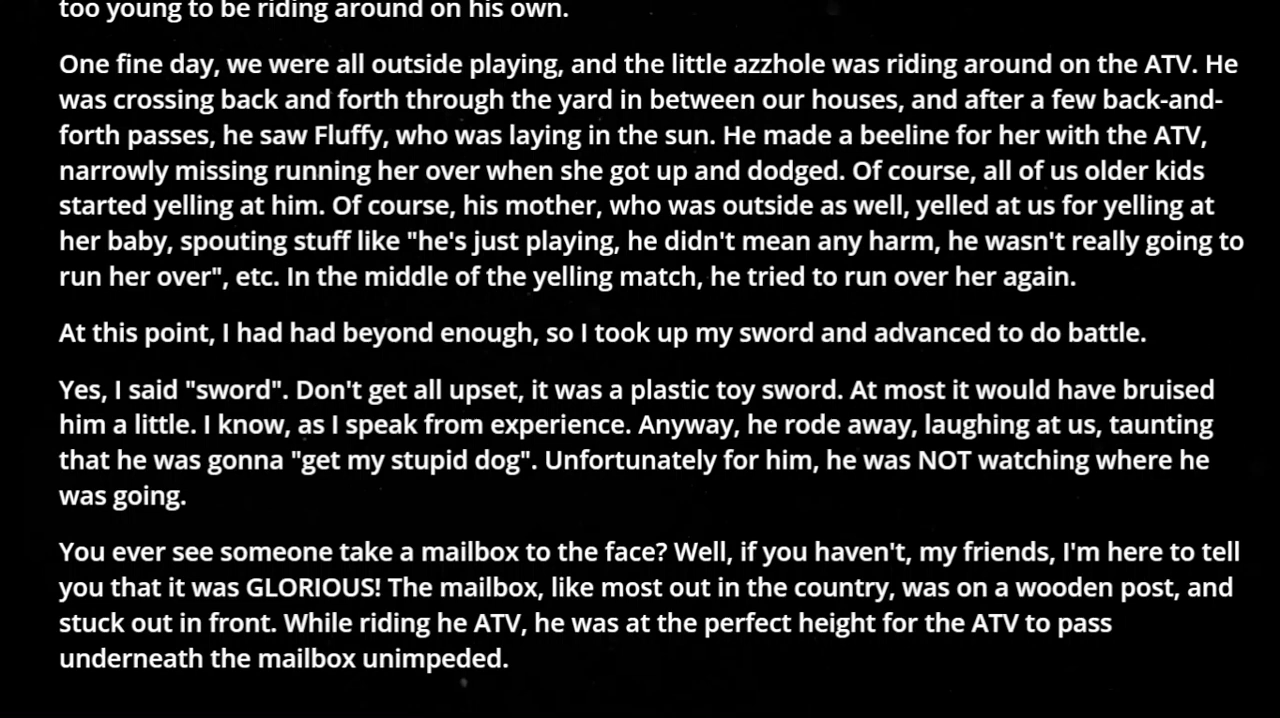 too young to be riding around on his own.
One fine day, we were all outside playing, and the little azzhole was riding around on the ATV. He
was crossing back and forth through the yard in between our houses, and after a few back-and-
forth passes, he saw Fluffy, who was laying in the sun. He made a beeline for her with the ATV,
narrowly missing running her over when she got up and dodged. Of course, all of us older kids
started yelling at him. Of course, his mother, who was outside as well, yelled at us for yelling at
her baby, spouting stuff like "he's just playing, he didn't mean any harm, he wasn't really going to
run her over", etc. In the middle of the yelling match, he tried to run over her again.
At this point, I had had beyond enough, so I took up my sword and advanced to do battle.
Yes, I said "sword". Don't get all upset, it was a plastic toy sword. At most it would have bruised
him a little. I know, as I speak from experience. Anyway, he rode away, laughing at us, taunting
that he was gonna "get my stupid dog". Unfortunately for him, he was NOT watching where he
was going.
You ever see someone take a mailbox to the face? Well, if you haven't, my friends, I'm here to tell
you that it was GLORIOUS! The mailbox, like most out in the country, was on a wooden post, and
stuck out in front. While riding he ATV, he was at the perfect height for the ATV to pass
underneath the mailbox unimpeded.